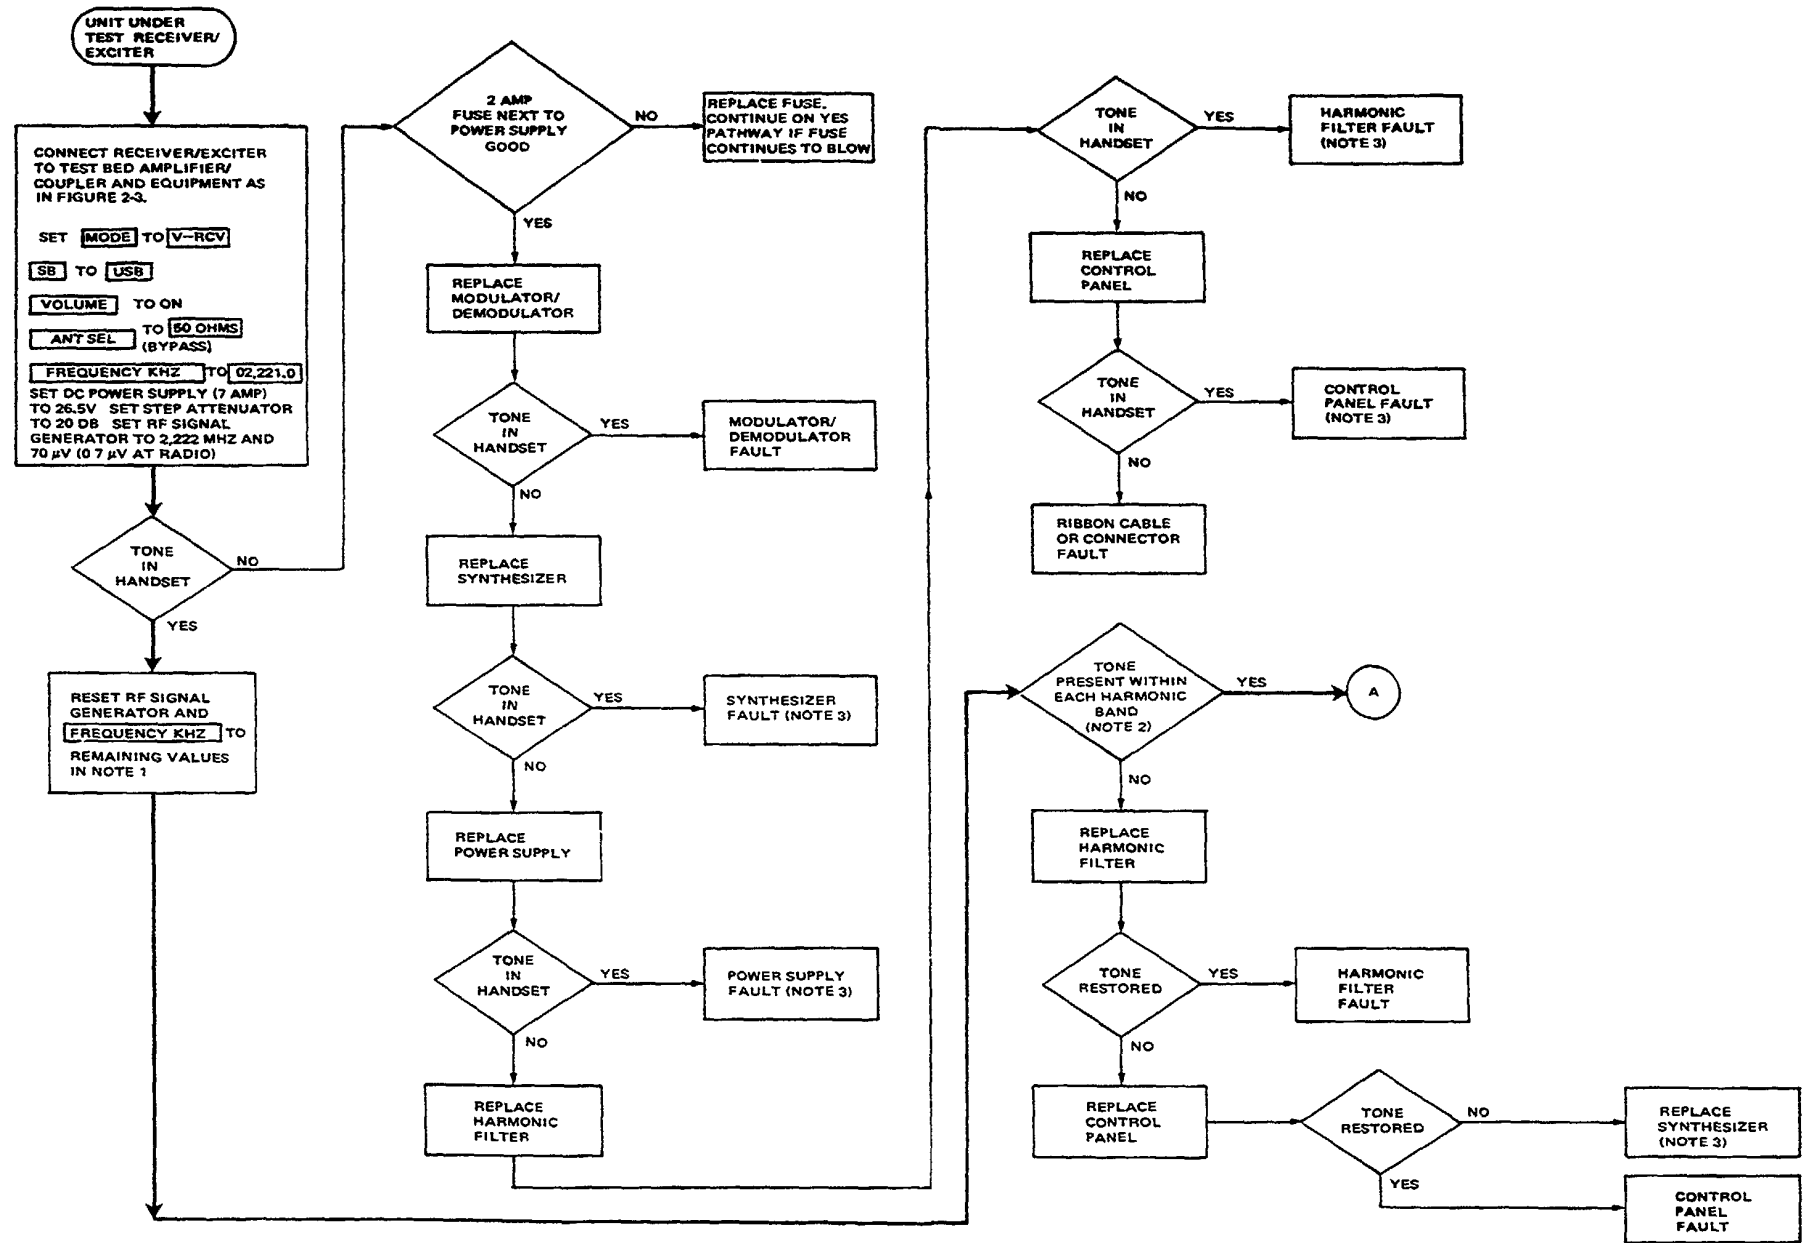 UNIT UNDER
TEST RECEIVER/
EXCITER
CONNECT RECEIVER/EXCITER
TO TEST BED AMPLIFIER/
COUPLER AND EQUIPMENT AS
IN FIGURE 2-3.
SET MODE TO V-RCV
SB TO USB
VOLUME TO ON
ANT SEL TO 50 OHMS
(BYPASS)
FREQUENCY KHZ TO 02,221.0
SET DC POWER SUPPLY (7 AMP)
TO 26.5V SET STEP ATTENUATOR
TO 20 DB SET RF SIGNAL
GENERATOR TO 2,222 MHZ AND
70 µV (0 7 µV AT RADIO)
TONE
IN
HANDSET
NO
YES
RESET RF SIGNAL
GENERATOR AND
FREQUENCY KHZ TO
REMAINING VALUES
IN NOTE 1
2 AMP
FUSE NEXT TO
POWER SUPPLY
GOOD
NO
REPLACE FUSE.
CONTINUE ON YES
PATHWAY IF FUSE
CONTINUES TO BLOW
YES
REPLACE
MODULATOR/
DEMODULATOR
TONE
IN
HANDSET
YES
MODULATOR/
DEMODULATOR
FAULT
NO
REPLACE
SYNTHESIZER
TONE
IN
HANDSET
YES
SYNTHESIZER
FAULT (NOTE 3)
NO
REPLACE
POWER SUPPLY
TONE
IN
HANDSET
YES
POWER SUPPLY
FAULT (NOTE 3)
NO
REPLACE
HARMONIC
FILTER
TONE
IN
HANDSET
YES
HARMONIC
FILTER FAULT
(NOTE 3)
NO
REPLACE
CONTROL
PANEL
TONE
IN
HANDSET
YES
CONTROL
PANEL FAULT
(NOTE 3)
NO
RIBBON CABLE
OR CONNECTOR
FAULT
TONE
PRESENT WITHIN
EACH HARMONIC
BAND
(NOTE 2)
YES
A
NO
REPLACE
HARMONIC
FILTER
TONE
RESTORED
YES
HARMONIC
FILTER
FAULT
NO
REPLACE
CONTROL
PANEL
TONE
RESTORED
NO
REPLACE
SYNTHESIZER
(NOTE 3)
YES
CONTROL
PANEL
FAULT